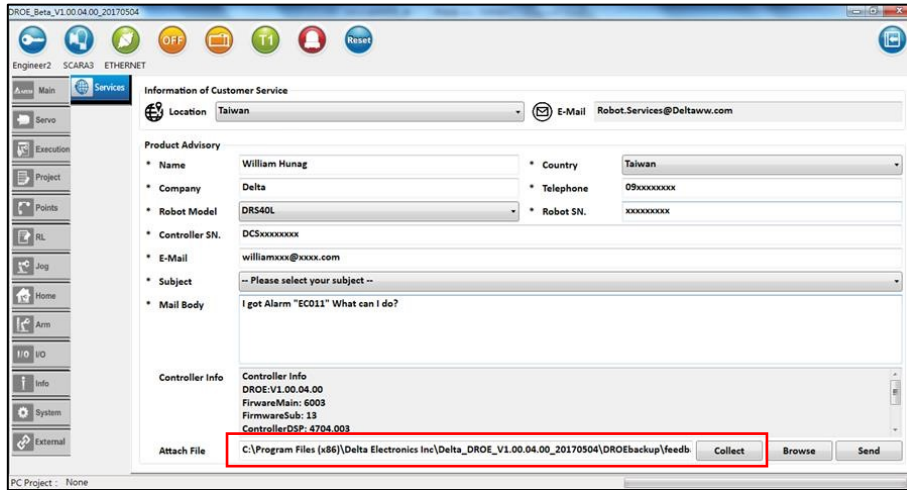 DROE_Beta_V1.00.04.00_20170504
OFF
T1
Reset
Engineer2 SCARA3 ETHERNET
Main
Servo
Execution
Project
Points
RL
Jog
Home
Arm
I/O I/O
Info
System
External
Services
Information of Customer Service
Location Taiwan E-Mail Robot.Services@Deltaww.com
Product Advisory
* Name William Hunag * Country Taiwan
* Company Delta * Telephone 09xxxxxxxx
* Robot Model DRS40L * Robot SN. xxxxxxxxx
* Controller SN. DCSxxxxxxxx
* E-Mail williamxxx@xxxx.com
* Subject -- Please select your subject --
* Mail Body I got Alarm "EC011" What can I do?
Controller Info Controller Info
DROE:V1.00.04.00
FirwareMain: 6003
FirmwareSub: 13
ControllerDSP: 4704.003
Attach File C:\Program Files (x86)\Delta Electronics Inc\Delta_DROE_V1.00.04.00_20170504\DROEbackup\feedb Collect Browse Send
PC Project : None